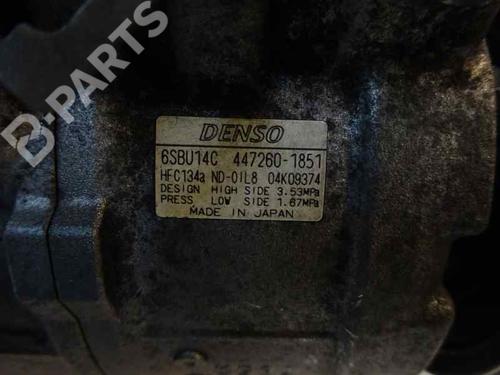 B-PARTS
DENSO
6SBU14C 447260-1851
HFC134a ND-OIL8 04K09374
DESIGN HIGH SIDE 3.53MPa
PRESS LOW SIDE 1.67MPa
MADE IN JAPAN